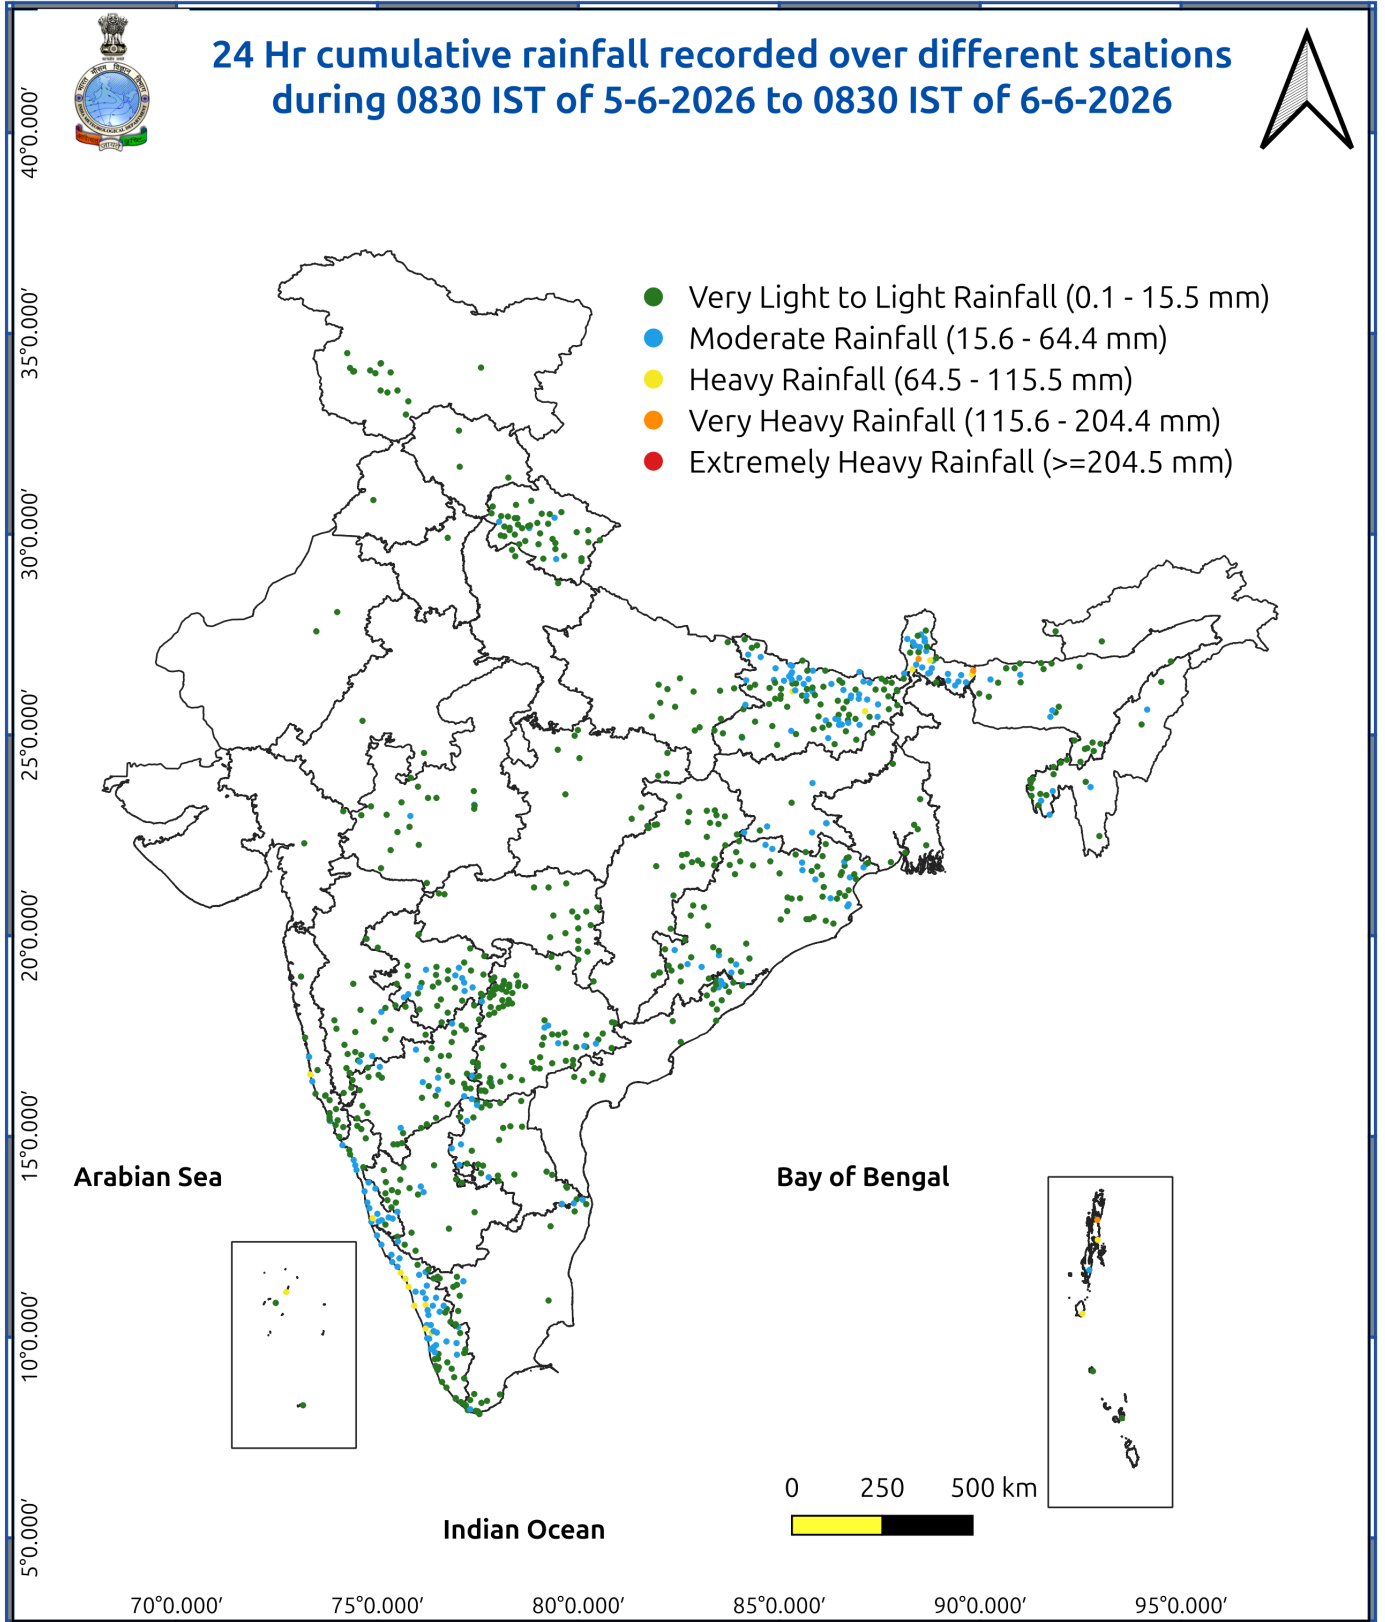 24 Hr cumulative rainfall recorded over different stations
during 0830 IST of 5-6-2026 to 0830 IST of 6-6-2026
40°0.000′
35°0.000′
30°0.000′
25°0.000′
20°0.000′
15°0.000′
10°0.000′
5°0.000′
Very Light to Light Rainfall (0.1 - 15.5 mm)
Moderate Rainfall (15.6 - 64.4 mm)
Heavy Rainfall (64.5 - 115.5 mm)
Very Heavy Rainfall (115.6 - 204.4 mm)
Extremely Heavy Rainfall (>=204.5 mm)
Arabian Sea
Bay of Bengal
Indian Ocean
0 250 500 km
70°0.000′ 75°0.000′ 80°0.000′ 85°0.000′ 90°0.000′ 95°0.000′